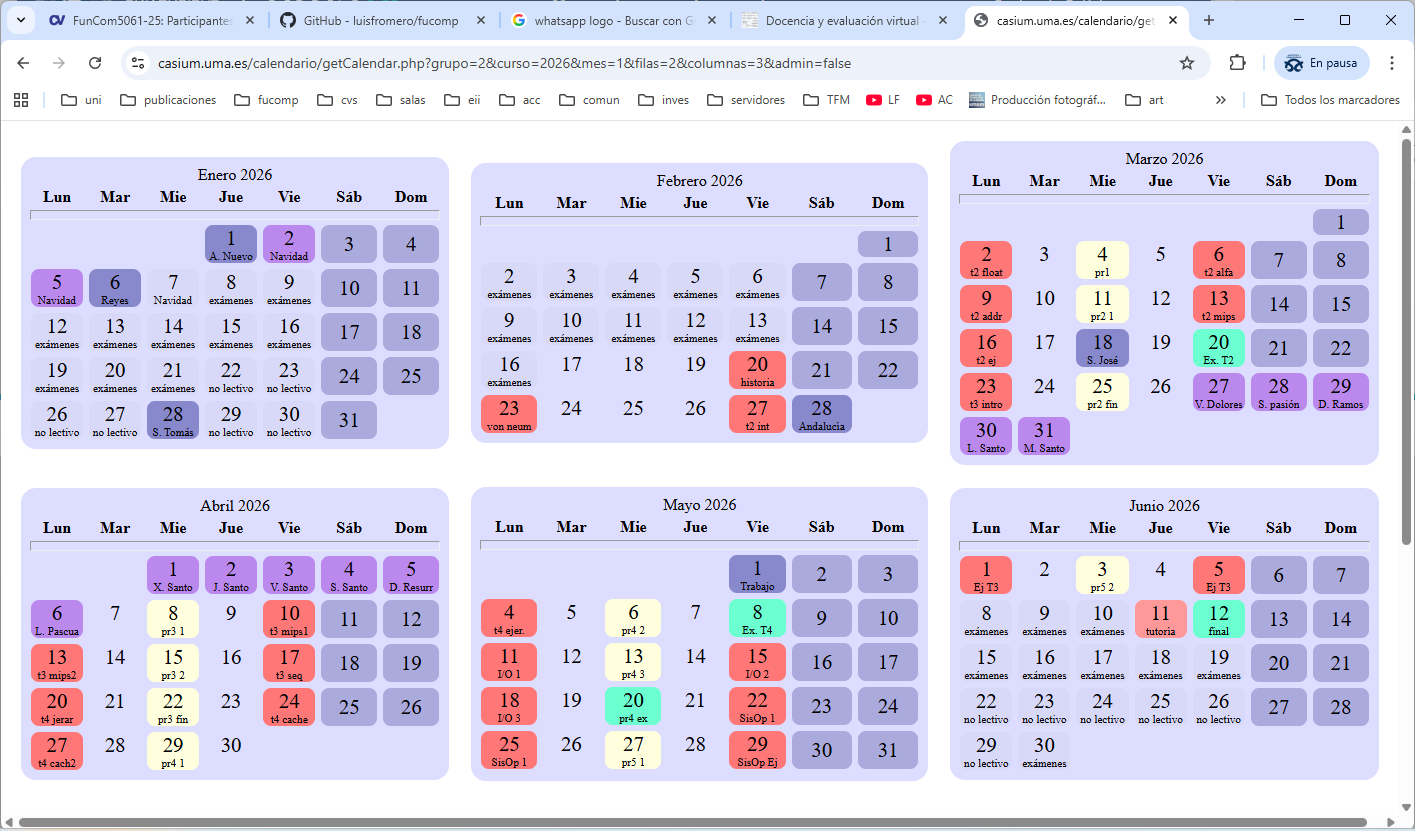 FunCom5061-25: Participantes
GitHub - luisfromero/fucomp
whatsapp logo - Buscar con G
Docencia y evaluación virtual
casium.uma.es/calendario/get
casium.uma.es/calendario/getCalendar.php?grupo=2&curso=2026&mes=1&filas=2&columnas=3&admin=false
En pausa
uni publicaciones fucomp cvs salas eii acc comun inves servidores TFM LF AC Producción fotográf... art » Todos los marcadores
Enero 2026
Lun Mar Mie Jue Vie Sáb Dom
1 2 3 4
A. Nuevo Navidad
5 6 7 8 9 10 11
Navidad Reyes Navidad exámenes exámenes
12 13 14 15 16 17 18
exámenes exámenes exámenes exámenes exámenes
19 20 21 22 23 24 25
exámenes exámenes exámenes no lectivo no lectivo
26 27 28 29 30 31
no lectivo no lectivo S. Tomás no lectivo no lectivo
Febrero 2026
Lun Mar Mie Jue Vie Sáb Dom
1
2 3 4 5 6 7 8
exámenes exámenes exámenes exámenes exámenes
9 10 11 12 13 14 15
exámenes exámenes exámenes exámenes exámenes
16 17 18 19 20 21 22
exámenes historia
23 24 25 26 27 28
von neum t2 int Andalucía
Marzo 2026
Lun Mar Mie Jue Vie Sáb Dom
1
2 3 4 5 6 7 8
t2 float pr1 t2 alfa
9 10 11 12 13 14 15
t2 addr pr2 1 t2 mips
16 17 18 19 20 21 22
t2 ej S. José Ex. T2
23 24 25 26 27 28 29
t3 intro pr2 fin V. Dolores S. pasión D. Ramos
30 31
L. Santo M. Santo
Abril 2026
Lun Mar Mie Jue Vie Sáb Dom
1 2 3 4 5
X. Santo J. Santo V. Santo S. Santo D. Resurr
6 7 8 9 10 11 12
L. Pascua pr3 1 t3 mips1
13 14 15 16 17 18 19
t3 mips2 pr3 2 t3 seq
20 21 22 23 24 25 26
t4 jerar pr3 fin t4 cache
27 28 29 30
t4 cach2 pr4 1
Mayo 2026
Lun Mar Mie Jue Vie Sáb Dom
1 2 3
Trabajo
4 5 6 7 8 9 10
t4 ejer. pr4 2 Ex. T4
11 12 13 14 15 16 17
I/O 1 pr4 3 I/O 2
18 19 20 21 22 23 24
I/O 3 pr4 ex SisOp 1
25 26 27 28 29 30 31
SisOp 1 pr5 1 SisOp Ej
Junio 2026
Lun Mar Mie Jue Vie Sáb Dom
1 2 3 4 5 6 7
Ej T3 pr5 2 Ej T3
8 9 10 11 12 13 14
exámenes exámenes exámenes tutoria final
15 16 17 18 19 20 21
exámenes exámenes exámenes exámenes exámenes
22 23 24 25 26 27 28
no lectivo no lectivo no lectivo no lectivo no lectivo
29 30
no lectivo exámenes